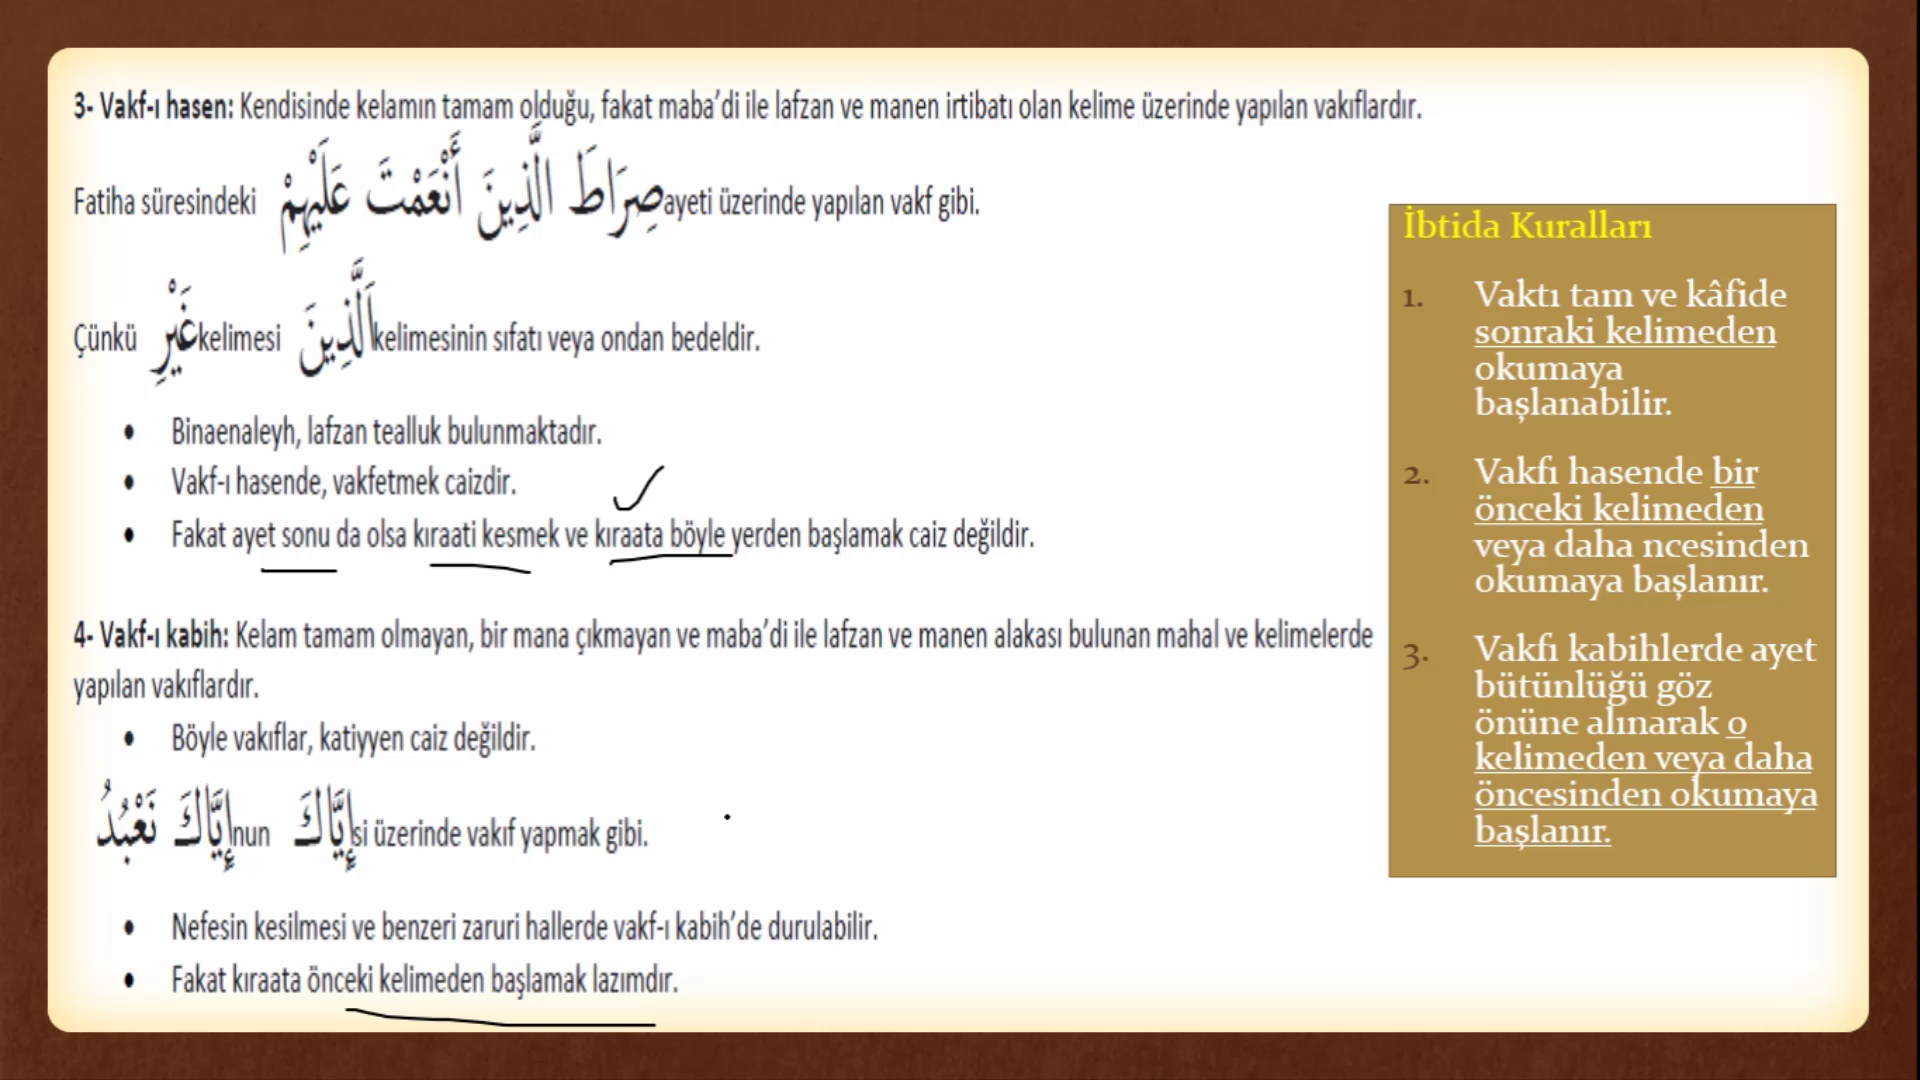 3- Vakf-ı hasen: Kendisinde kelamın tamam olduğu, fakat maba’di ile lafzan ve manen irtibatı olan kelime üzerinde yapılan vakıflardır.
Fatiha süresindeki صِرَاطَ الَّذِينَ أَنْعَمْتَ عَلَيْهِمْ ayeti üzerinde yapılan vakf gibi.
Çünkü غَيْرِ kelimesi اَلَّذِينَ kelimesinin sıfatı veya ondan bedeldir.
• Binaenaleyh, lafzan tealluk bulunmaktadır.
• Vakf-ı hasende, vakfetmek caizdir.
• Fakat ayet sonu da olsa kıraati kesmek ve kıraata böyle yerden başlamak caiz değildir.
4- Vakf-ı kabih: Kelam tamam olmayan, bir mana çıkmayan ve maba’di ile lafzan ve manen alakası bulunan mahal ve kelimelerde
yapılan vakıflardır.
• Böyle vakıflar, katiyyen caiz değildir.
إِيَّاكَ نَعْبُدُ nun إِيَّاكَ si üzerinde vakıf yapmak gibi.
• Nefesin kesilmesi ve benzeri zaruri hallerde vakf-ı kabih’de durulabilir.
• Fakat kıraata önceki kelimeden başlamak lazımdır.
İbtida Kuralları
1. Vaktı tam ve kâfide
sonraki kelimeden
okumaya
başlanabilir.
2. Vakfı hasende bir
önceki kelimeden
veya daha ncesinden
okumaya başlanır.
3. Vakfı kabihlerde ayet
bütünlüğü göz
önüne alınarak o
kelimeden veya daha
öncesinden okumaya
başlanır.